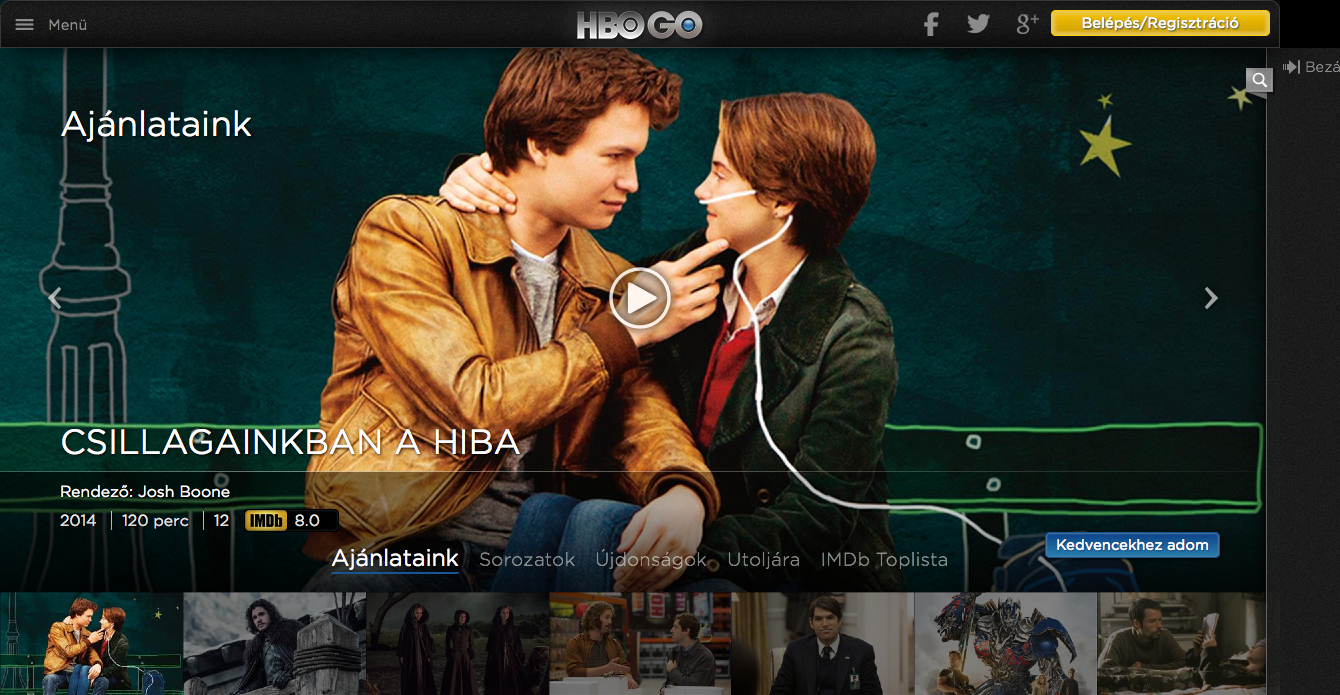 Menü
HBO GO
g+
Belépés/Regisztráció
Bezá
Ajánlataink
CSILLAGAINKBAN A HIBA
Rendező: Josh Boone
2014 | 120 perc | 12 IMDb 8.0
Kedvencekhez adom
Ajánlataink Sorozatok Újdonságok Utoljára IMDb Toplista